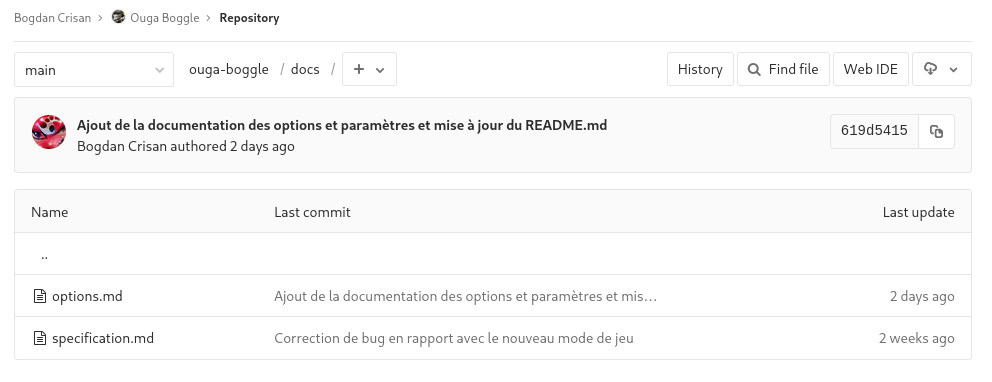 Bogdan Crisan › Ouga Boggle › Repository
main ouga-boggle / docs / + History Find file Web IDE
Ajout de la documentation des options et paramètres et mise à jour du README.md
Bogdan Crisan authored 2 days ago
619d5415
Name Last commit Last update
..
options.md Ajout de la documentation des options et paramètres et mis… 2 days ago
specification.md Correction de bug en rapport avec le nouveau mode de jeu 2 weeks ago